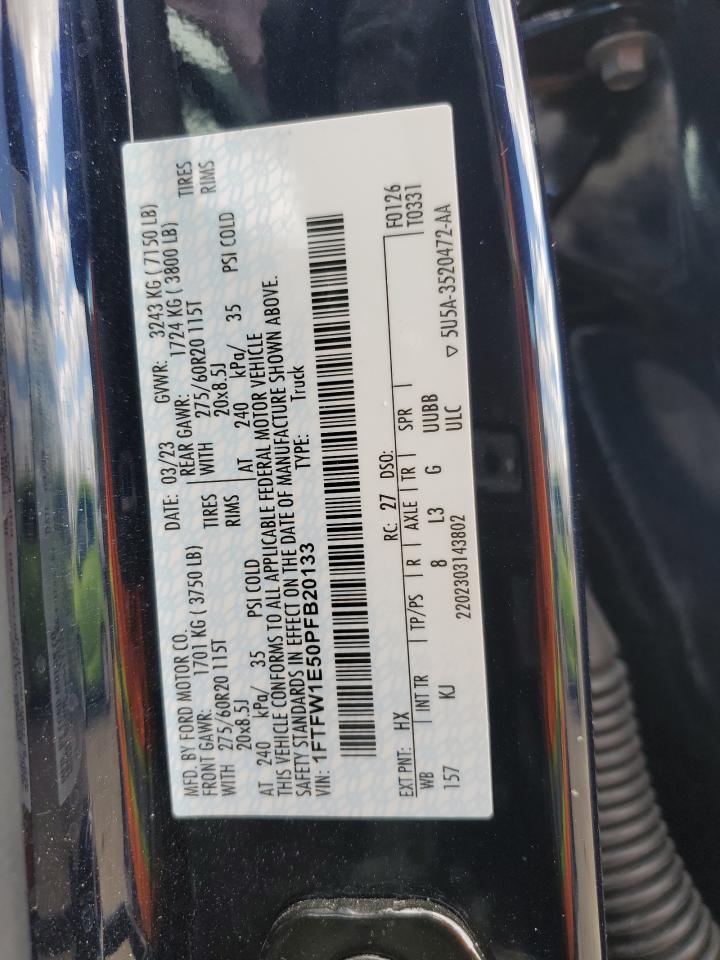 MFD. BY FORD MOTOR CO. DATE: 03/23 GVWR: 3243 KG (7150 LB)
FRONT GAWR: 1701 KG (3750 LB) REAR GAWR: 1724 KG (3800 LB)
WITH 275/60R20 115T TIRES WITH 275/60R20 115T TIRES
20x8.5J RIMS 20x8.5J RIMS
AT 240 kPa/ 35 PSI COLD AT 240 kPa/ 35 PSI COLD
THIS VEHICLE CONFORMS TO ALL APPLICABLE FEDERAL MOTOR VEHICLE
SAFETY STANDARDS IN EFFECT ON THE DATE OF MANUFACTURE SHOWN ABOVE.
VIN: 1FTFW1E50PFB20133 TYPE: Truck
EXT PNT: HX RC: 27 DSO: F0126
WB INT TR TP/PS R AXLE TR SPR T0331
157 KJ 8 L3 G UUBB
2202303143802 ULC ▽ 5U5A-3520472-AA